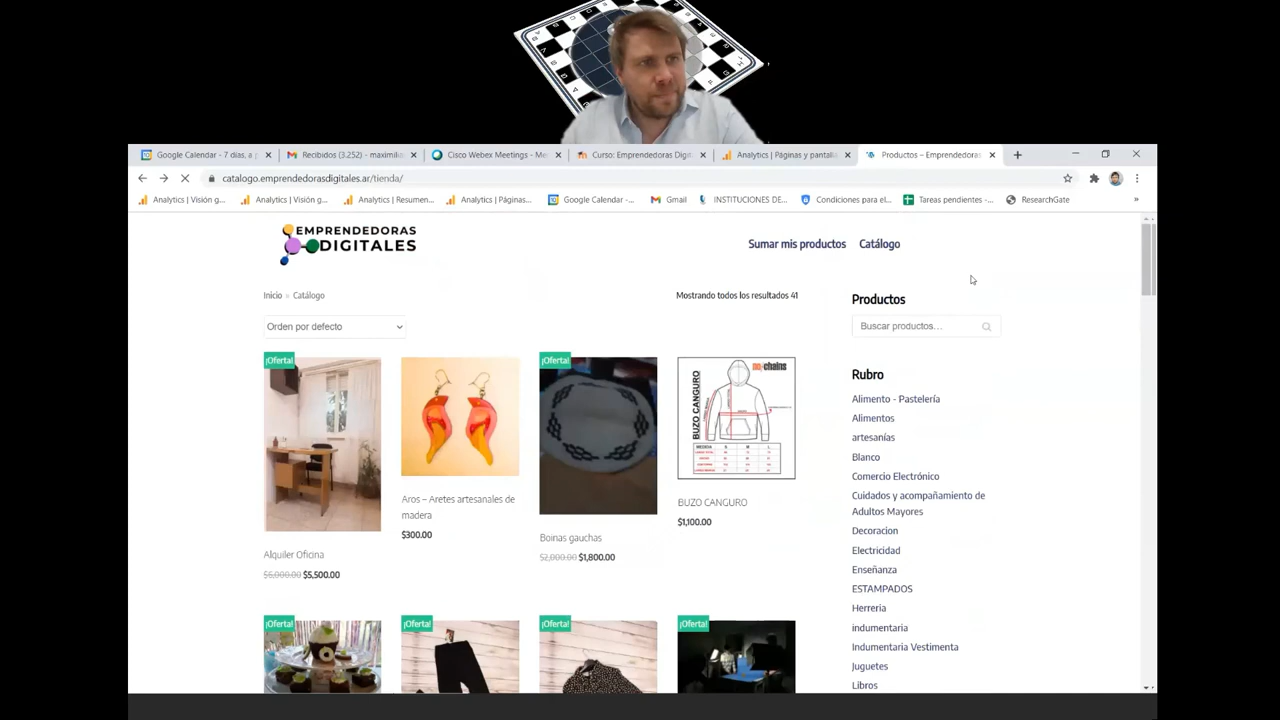 Google Calendar - 7 días, a p
Recibidos (3.252) - maximili
Cisco Webex Meetings - Me
Curso: Emprendedoras Digit
Analytics | Páginas y pantall
Productos – Emprendedoras
catalogo.emprendedorasdigitales.ar/tienda/
Analytics | Visión g...
Analytics | Visión g...
Analytics | Resumen...
Analytics | Páginas...
Google Calendar -...
Gmail
INSTITUCIONES DE...
Condiciones para el...
Tareas pendientes -...
ResearchGate
»
EMPRENDEDORAS
DIGITALES
Sumar mis productos
Catálogo
Inicio » Catálogo
Mostrando todos los resultados 41
Orden por defecto
¡Oferta!
Alquiler Oficina
$6,000.00 $5,500.00
Aros – Aretes artesanales de
madera
$300.00
¡Oferta!
Boinas gauchas
$2,000.00 $1,800.00
no/chains
BUZO CANGURO
BUZO CANGURO
$1,100.00
¡Oferta!
¡Oferta!
¡Oferta!
¡Oferta!
Productos
Buscar productos…
Rubro
Alimento - Pastelería
Alimentos
artesanías
Blanco
Comercio Electrónico
Cuidados y acompañamiento de
Adultos Mayores
Decoracion
Electricidad
Enseñanza
ESTAMPADOS
Herreria
indumentaria
Indumentaria Vestimenta
Juguetes
Libros